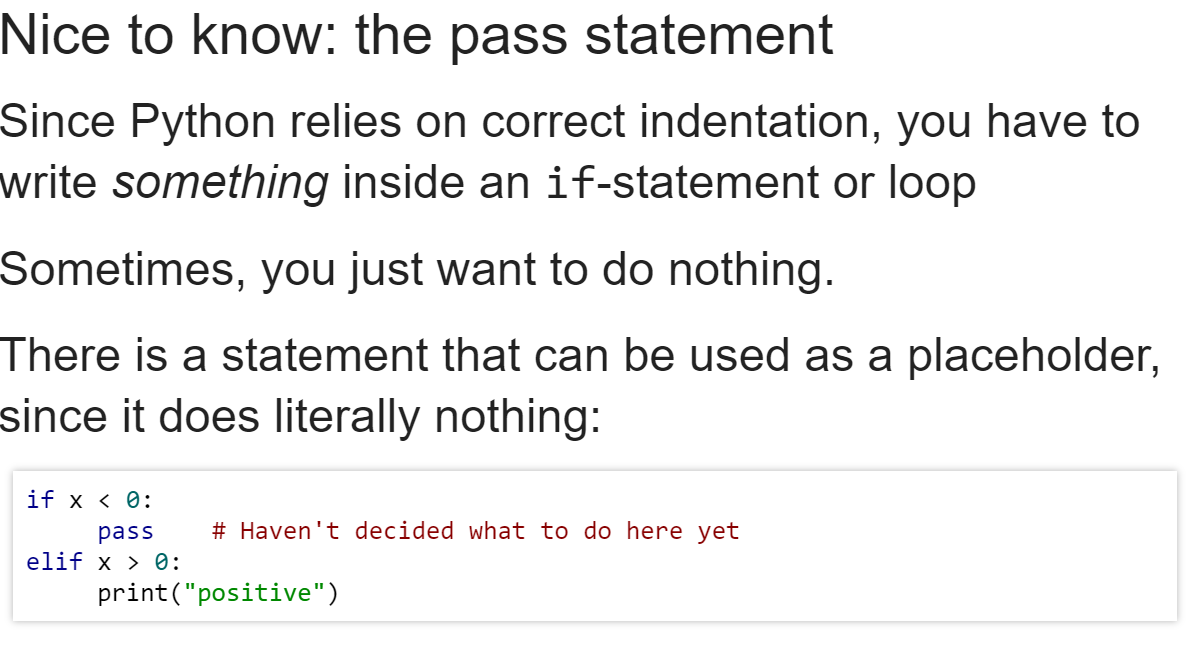 Nice to know: the pass statement
Since Python relies on correct indentation, you have to
write something inside an if-statement or loop
Sometimes, you just want to do nothing.
There is a statement that can be used as a placeholder,
since it does literally nothing:
if x < 0:
     pass    # Haven't decided what to do here yet
elif x > 0:
     print("positive")